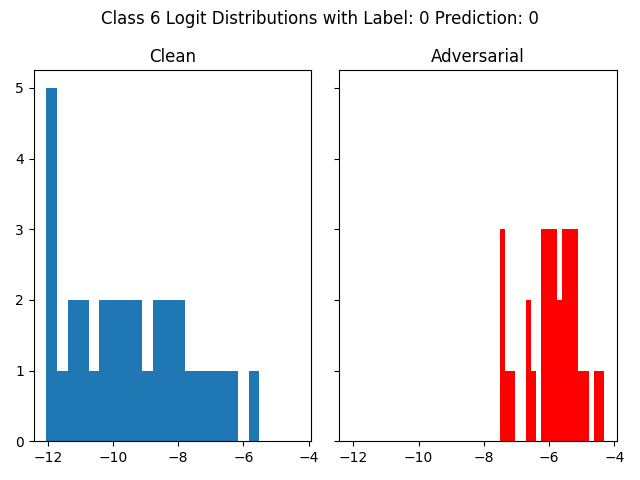 Class 6 Logit Distributions with Label: 0 Prediction: 0
Clean
Adversarial
5
4
3
2
1
0
−12 −10 −8 −6 −4
−12 −10 −8 −6 −4